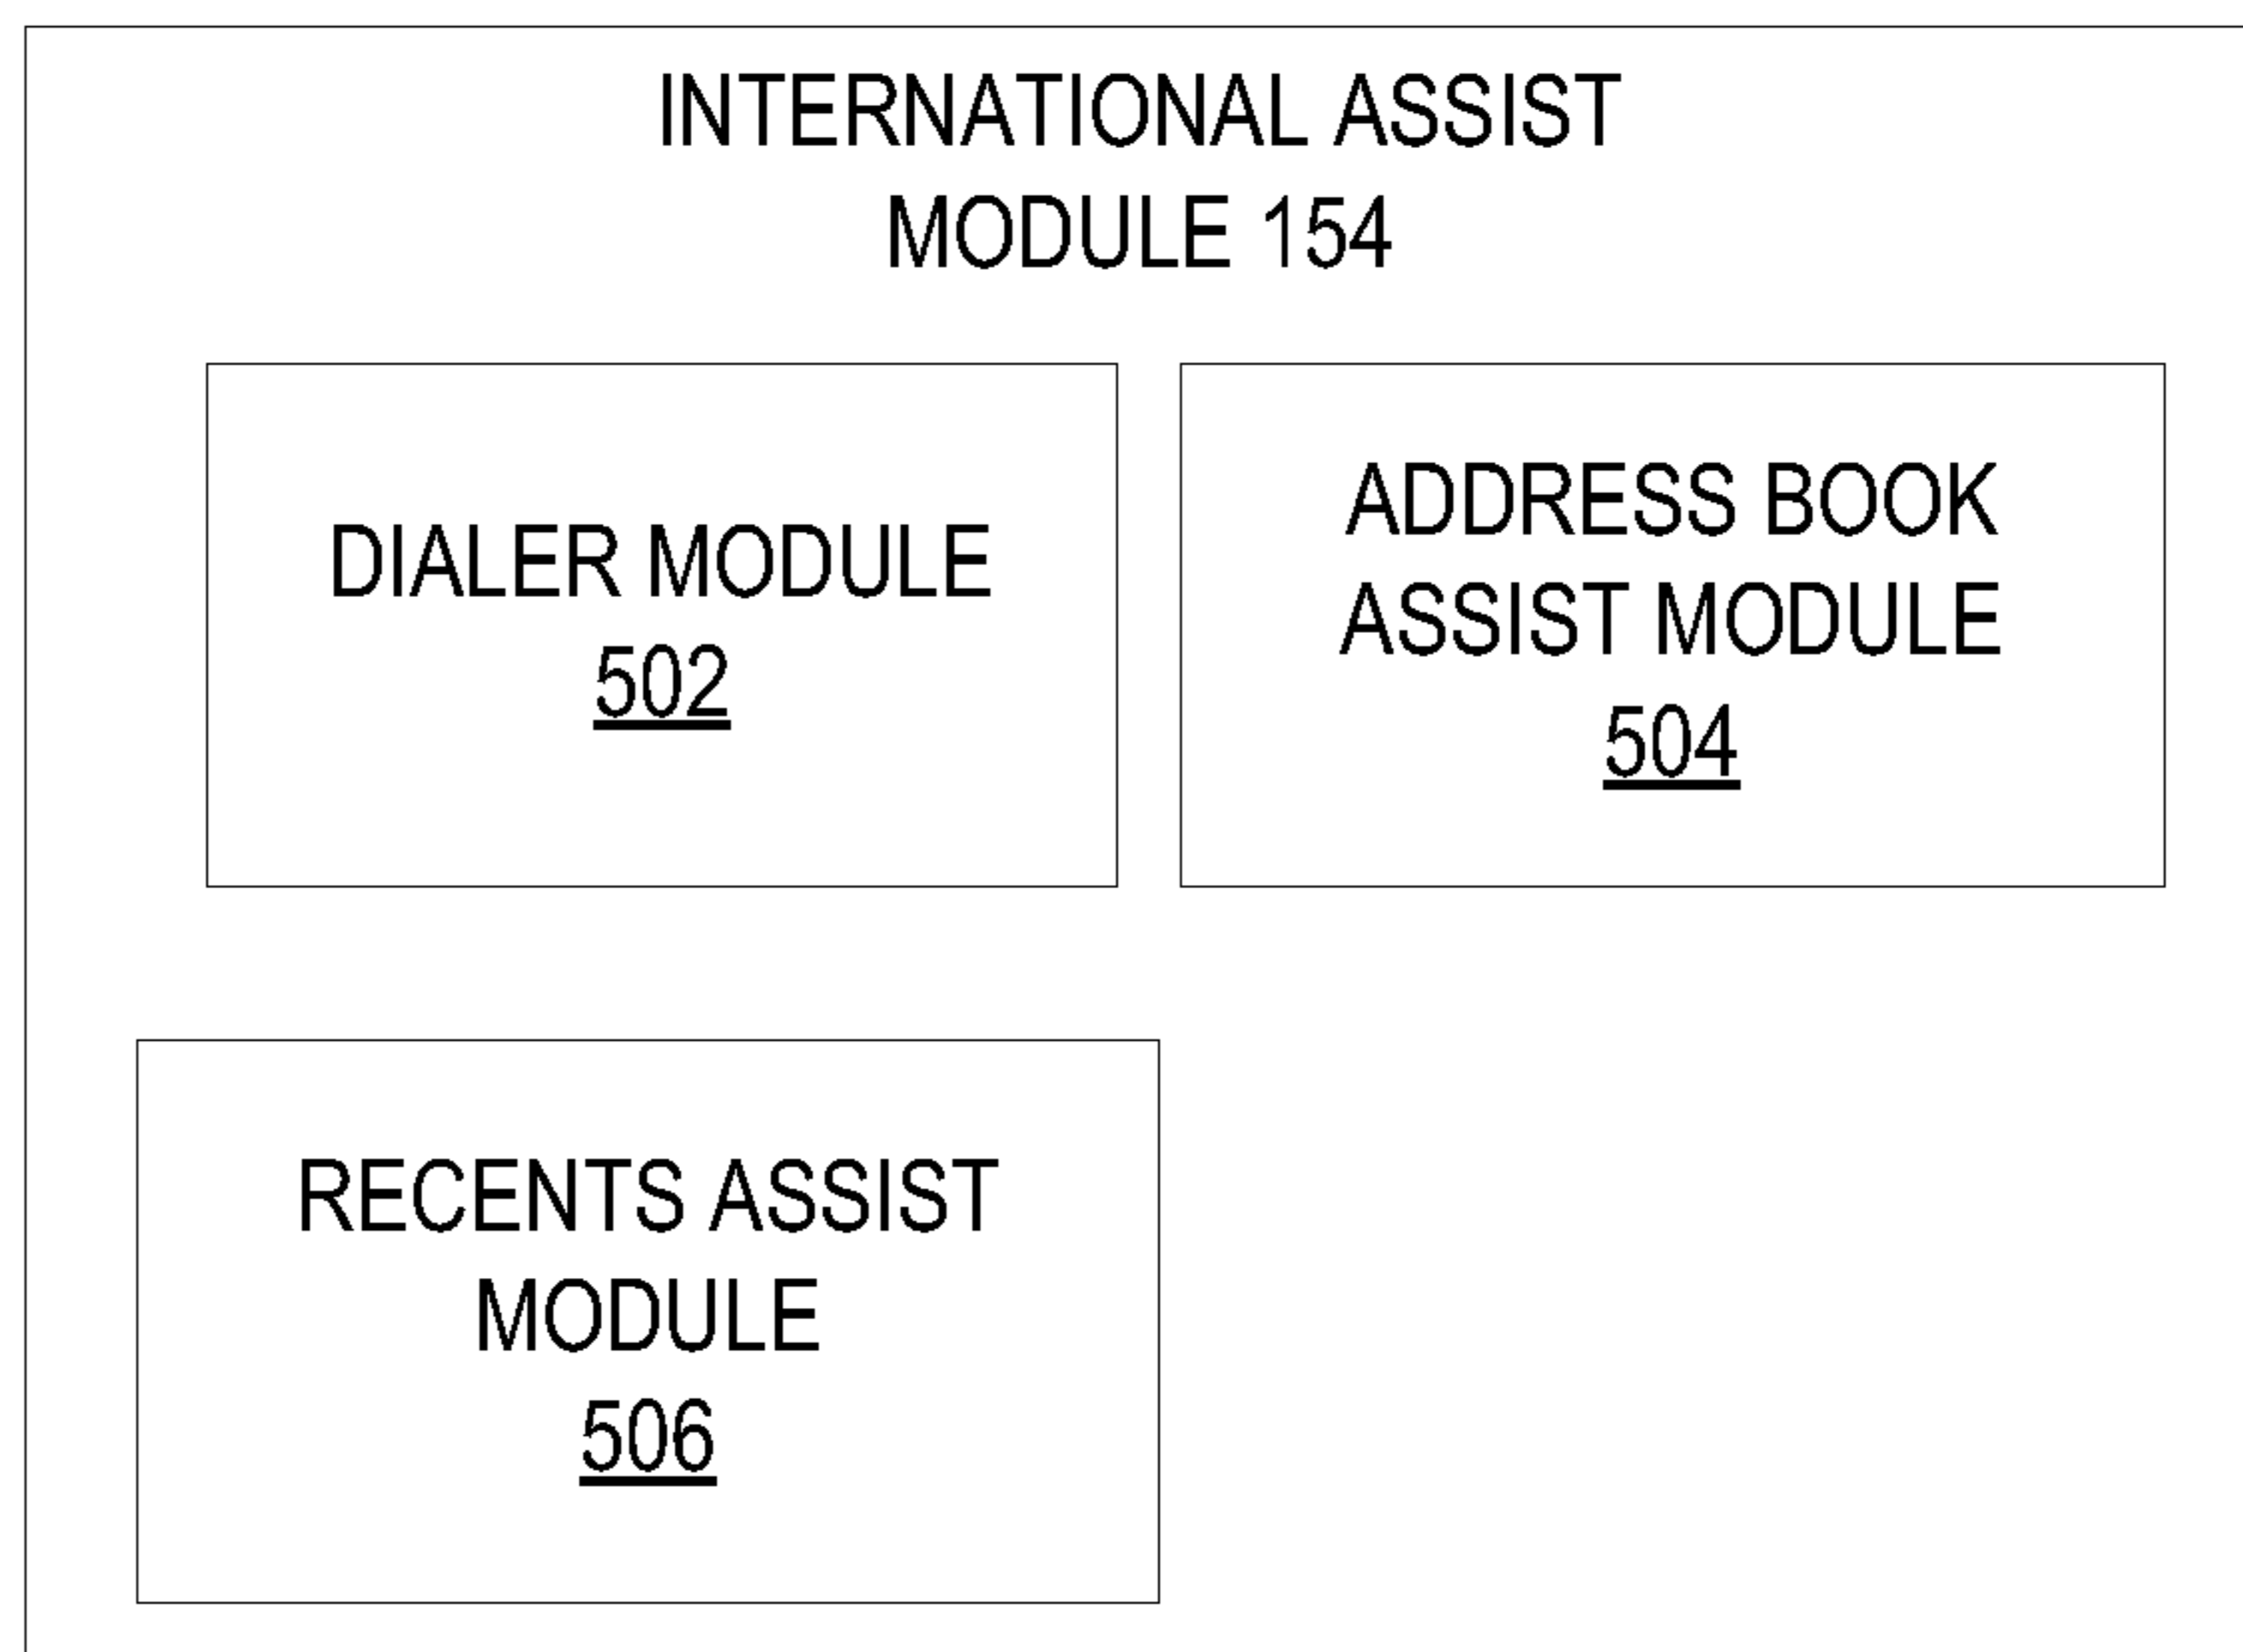 INTERNATIONAL ASSIST
MODULE 154
DIALER MODULE
502
ADDRESS BOOK
ASSIST MODULE
504
RECENTS ASSIST
MODULE
506